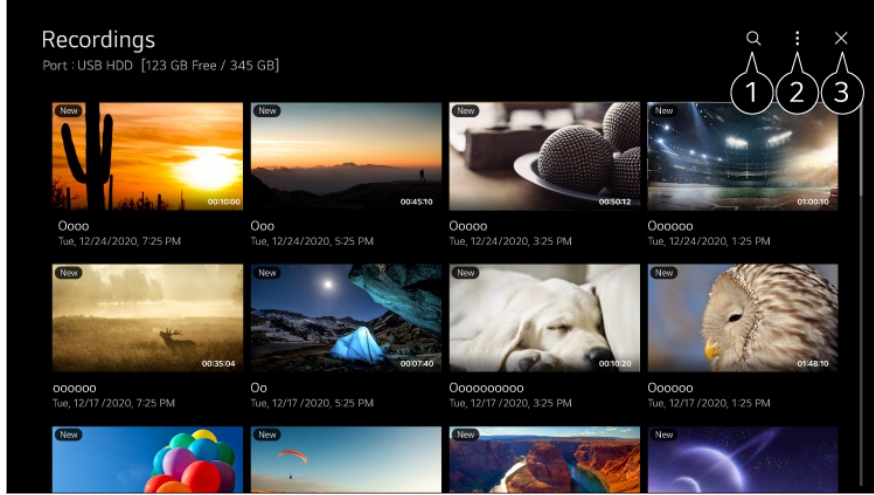 Recordings
Port : USB HDD [123 GB Free / 345 GB]
1 2 3
New New New New
00:10:00 00:45:10 00:50:12 01:00:10
Oooo Ooo Ooooo Oooooo
Tue, 12/24/2020, 7:25 PM Tue, 12/24/2020, 5:25 PM Tue, 12/24/2020, 3:25 PM Tue, 12/24/2020, 1:25 PM
New New New New
00:35:04 00:07:40 00:10:20 01:48:10
oooooo Oo Oooooooooo Oooooo
Tue, 12/17/2020, 7:25 PM Tue, 12/17/2020, 5:25 PM Tue, 12/17/2020, 3:25 PM Tue, 12/17/2020, 1:25 PM
New New New New